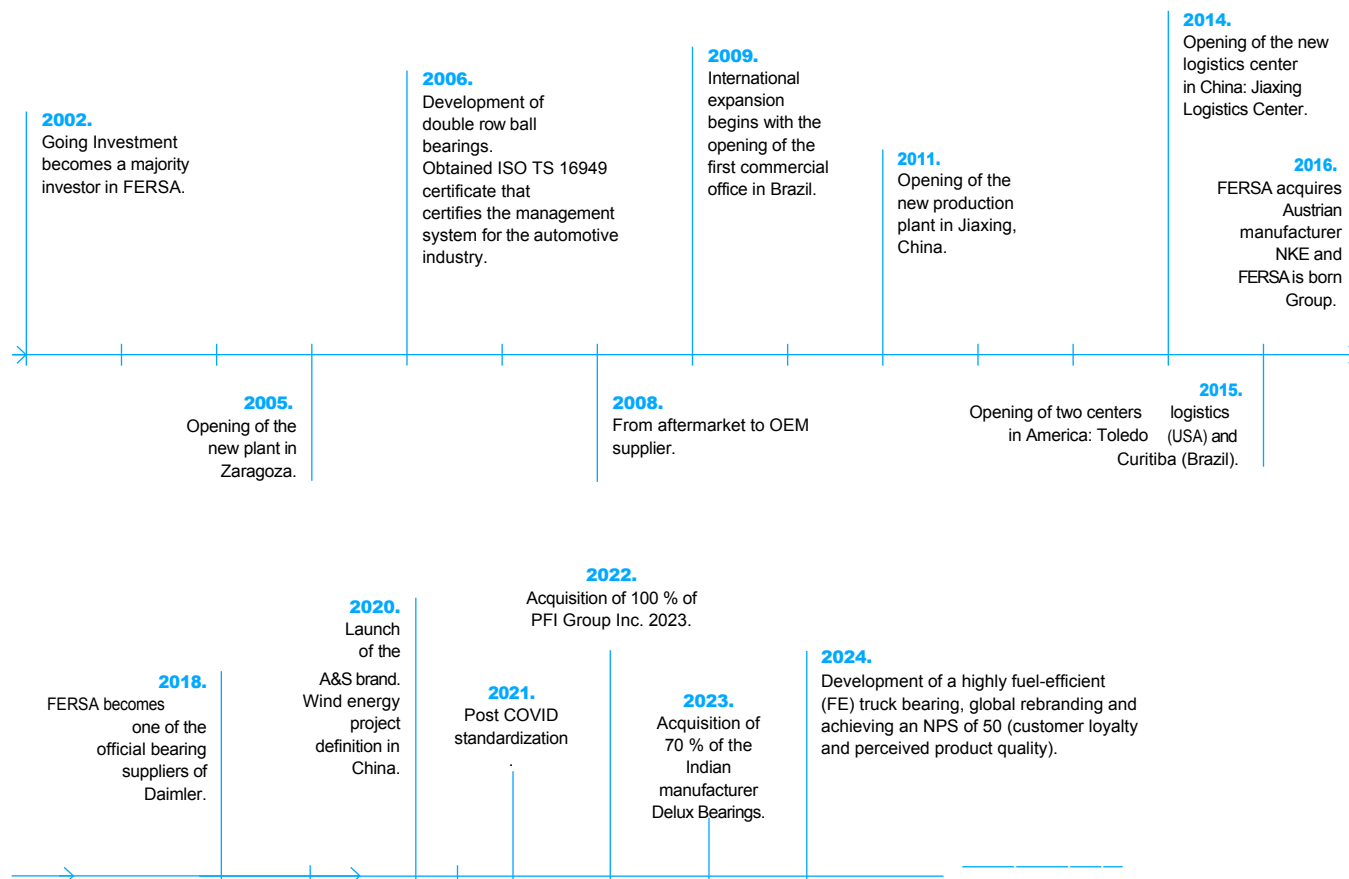 2002.
Going Investment
becomes a majority
investor in FERSA.
2005.
Opening of the
new plant in
Zaragoza.
2006.
Development of
double row ball
bearings.
Obtained ISO TS 16949
certificate that
certifies the management
system for the automotive
industry.
2008.
From aftermarket to OEM
supplier.
2009.
International
expansion
begins with the
opening of the
first commercial
office in Brazil.
2011.
Opening of the
new production
plant in Jiaxing,
China.
2014.
Opening of the new
logistics center
in China: Jiaxing
Logistics Center.
2015.
Opening of two centers logistics
in America: Toledo (USA) and
Curitiba (Brazil).
2016.
FERSA acquires
Austrian
manufacturer
NKE and
FERSA is born
Group.
2018.
FERSA becomes
one of the
official bearing
suppliers of
Daimler.
2020.
Launch
of the
A&S brand.
Wind energy
project
definition in
China.
2021.
Post COVID
standardization
.
2022.
Acquisition of 100 % of
PFI Group Inc. 2023.
2023.
Acquisition of
70 % of the
Indian
manufacturer
Delux Bearings.
2024.
Development of a highly fuel-efficient
(FE) truck bearing, global rebranding and
achieving an NPS of 50 (customer loyalty
and perceived product quality).